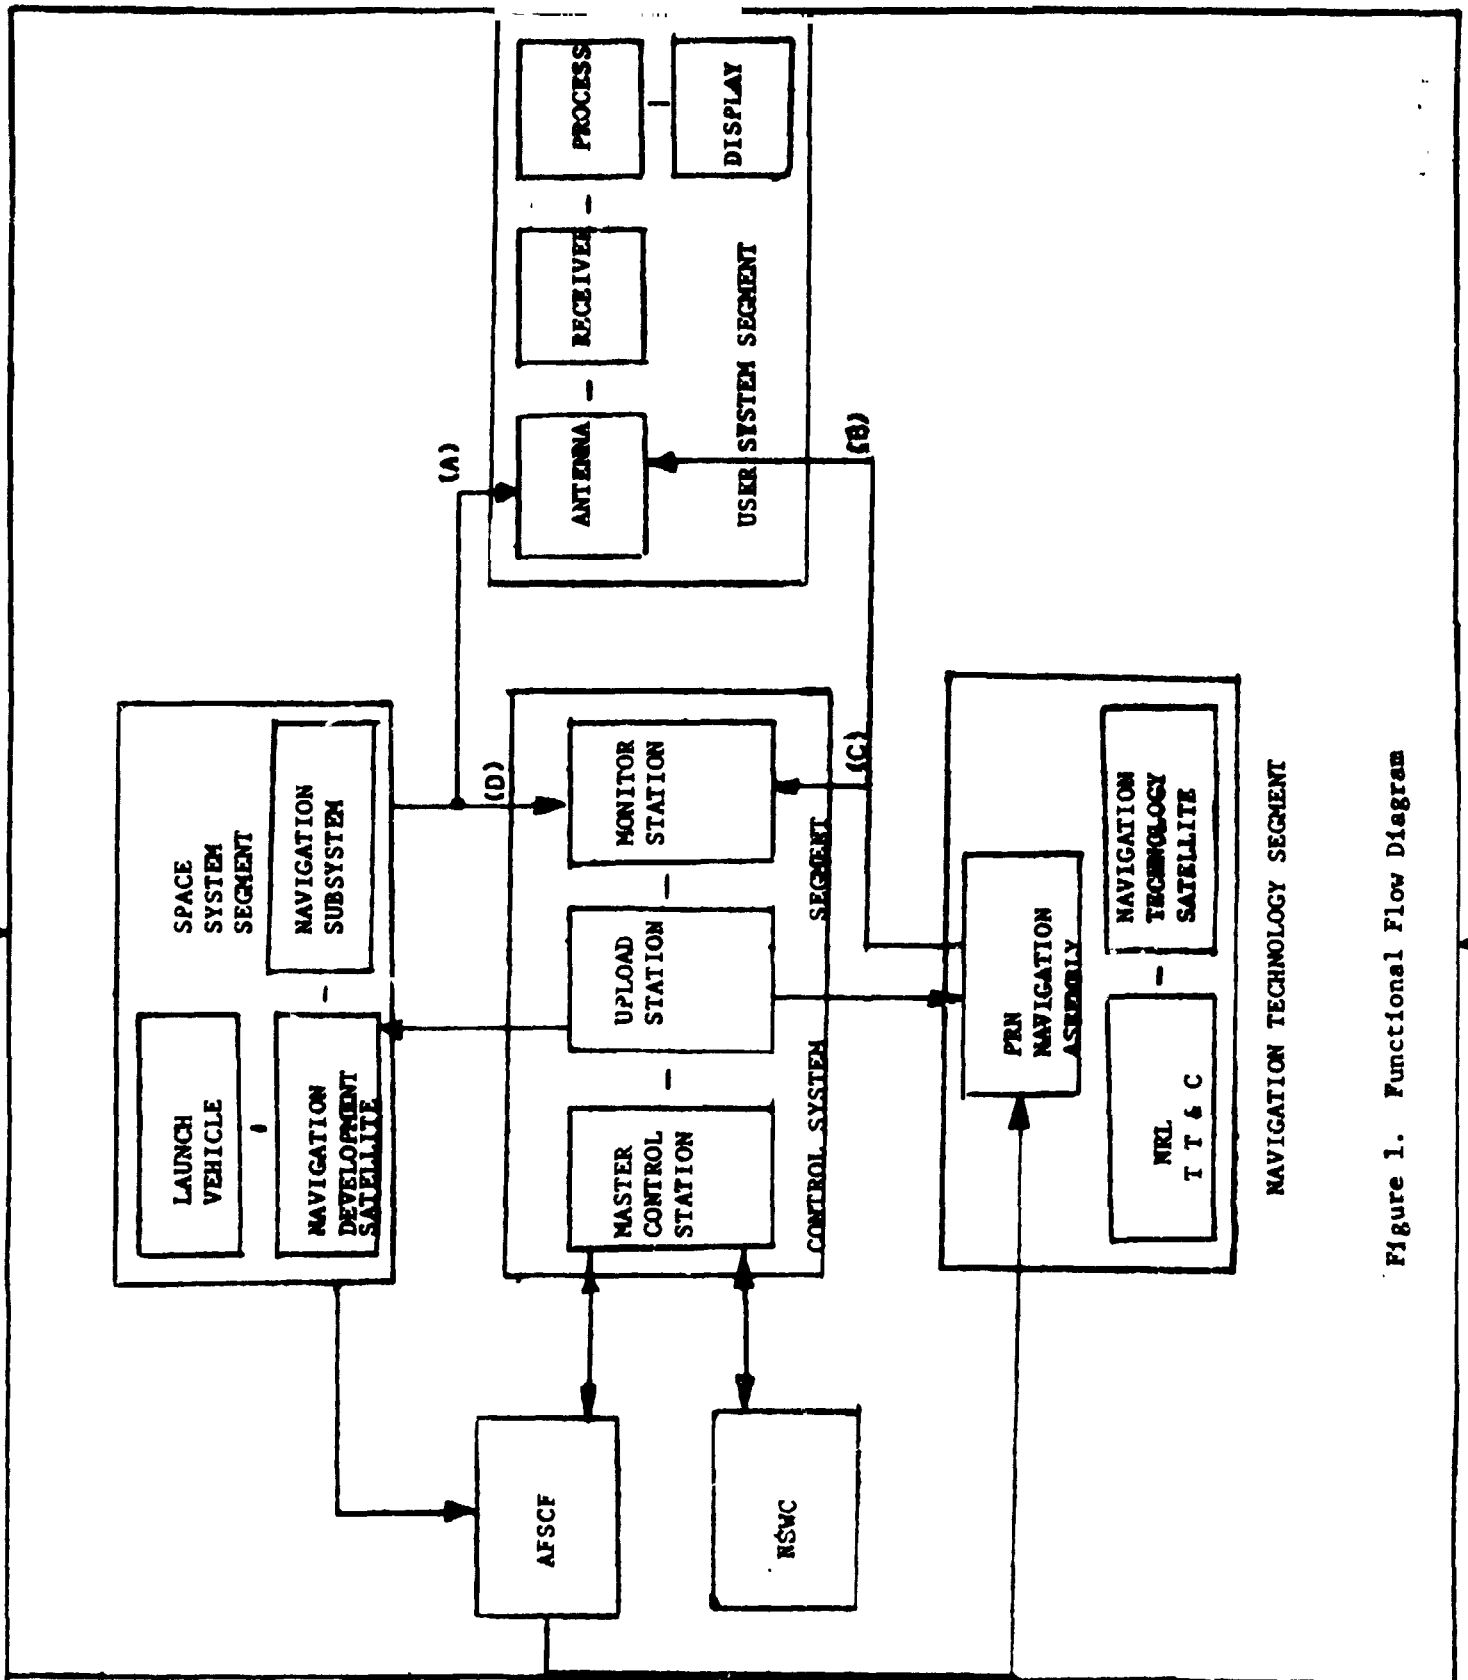 SPACE
SYSTEM
SEGMENT
LAUNCH
VEHICLE
NAVIGATION
SUBSYSTEM
NAVIGATION
DEVELOPMENT
SATELLITE
(A)
(D)
AFSCF
MASTER
CONTROL
STATION
UPLOAD
STATION
MONITOR
STATION
ANTENNA
RECEIVER
PROCESS
DISPLAY
USER SYSTEM SEGMENT
NSWC
CONTROL SYSTEM SEGMENT
(C)
(B)
PRN
NAVIGATION
ASEMBLY
NRL
T T & C
NAVIGATION
TECHNOLOGY
SATELLITE
NAVIGATION TECHNOLOGY SEGMENT
Figure 1. Functional Flow Diagram